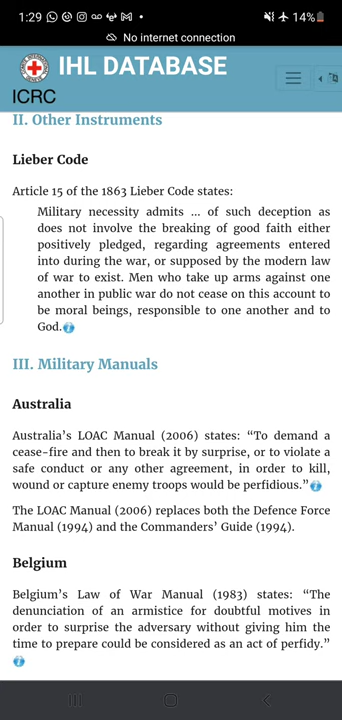 1:29 14%
No internet connection
IHL DATABASE
ICRC
II. Other Instruments
Lieber Code
Article 15 of the 1863 Lieber Code states:
Military necessity admits … of such deception as
does not involve the breaking of good faith either
positively pledged, regarding agreements entered
into during the war, or supposed by the modern law
of war to exist. Men who take up arms against one
another in public war do not cease on this account to
be moral beings, responsible to one another and to
God.
III. Military Manuals
Australia
Australia’s LOAC Manual (2006) states: “To demand a
cease-fire and then to break it by surprise, or to violate a
safe conduct or any other agreement, in order to kill,
wound or capture enemy troops would be perfidious.”
The LOAC Manual (2006) replaces both the Defence Force
Manual (1994) and the Commanders’ Guide (1994).
Belgium
Belgium’s Law of War Manual (1983) states: “The
denunciation of an armistice for doubtful motives in
order to surprise the adversary without giving him the
time to prepare could be considered as an act of perfidy.”